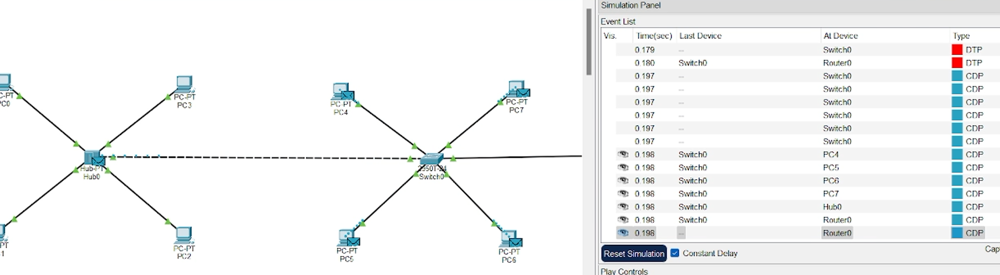 PC-PT
PC0
PC-PT
PC3
PC-PT
PC4
PC-PT
PC7
Hub-PT
Hub0
2950T-24
Switch0
PT
1
PC-PT
PC2
PC-PT
PC5
PC-PT
PC6
Simulation Panel
Event List
Vis. Time(sec) Last Device At Device Type
0.179 -- Switch0 DTP
0.180 Switch0 Router0 DTP
0.197 -- Switch0 CDP
0.197 -- Switch0 CDP
0.197 -- Switch0 CDP
0.197 -- Switch0 CDP
0.197 -- Switch0 CDP
0.197 -- Switch0 CDP
0.198 Switch0 PC4 CDP
0.198 Switch0 PC5 CDP
0.198 Switch0 PC6 CDP
0.198 Switch0 PC7 CDP
0.198 Switch0 Hub0 CDP
0.198 Switch0 Router0 CDP
0.198 -- Router0 CDP
Reset Simulation Constant Delay Capt
Play Controls